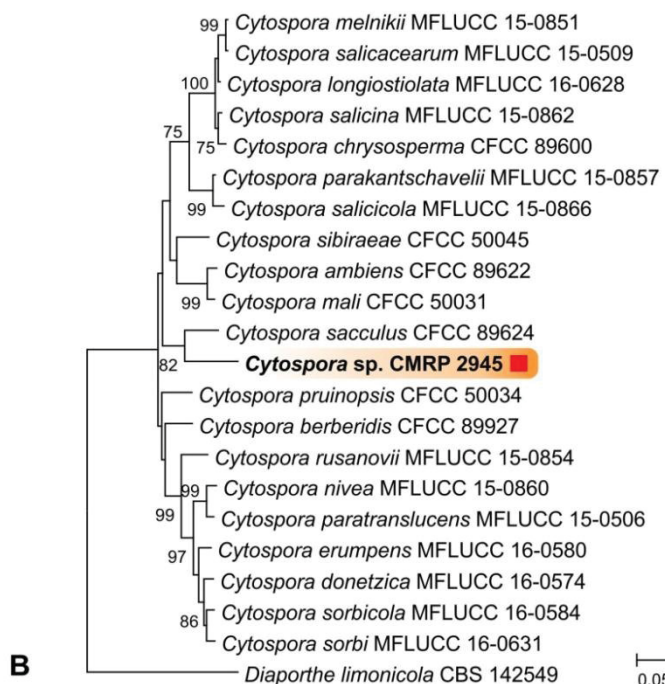 99 Cytospora melnikii MFLUCC 15-0851
Cytospora salicacearum MFLUCC 15-0509
100 Cytospora longiostiolata MFLUCC 16-0628
Cytospora salicina MFLUCC 15-0862
75
75 Cytospora chrysosperma CFCC 89600
Cytospora parakantschavelii MFLUCC 15-0857
99 Cytospora salicicola MFLUCC 15-0866
Cytospora sibiraeae CFCC 50045
Cytospora ambiens CFCC 89622
99 Cytospora mali CFCC 50031
Cytospora sacculus CFCC 89624
82 Cytospora sp. CMRP 2945
Cytospora pruinopsis CFCC 50034
Cytospora berberidis CFCC 89927
Cytospora rusanovii MFLUCC 15-0854
99 Cytospora nivea MFLUCC 15-0860
99 Cytospora paratranslucens MFLUCC 15-0506
97 Cytospora erumpens MFLUCC 16-0580
Cytospora donetzica MFLUCC 16-0574
86 Cytospora sorbicola MFLUCC 16-0584
Cytospora sorbi MFLUCC 16-0631
B Diaporthe limonicola CBS 142549
0.05